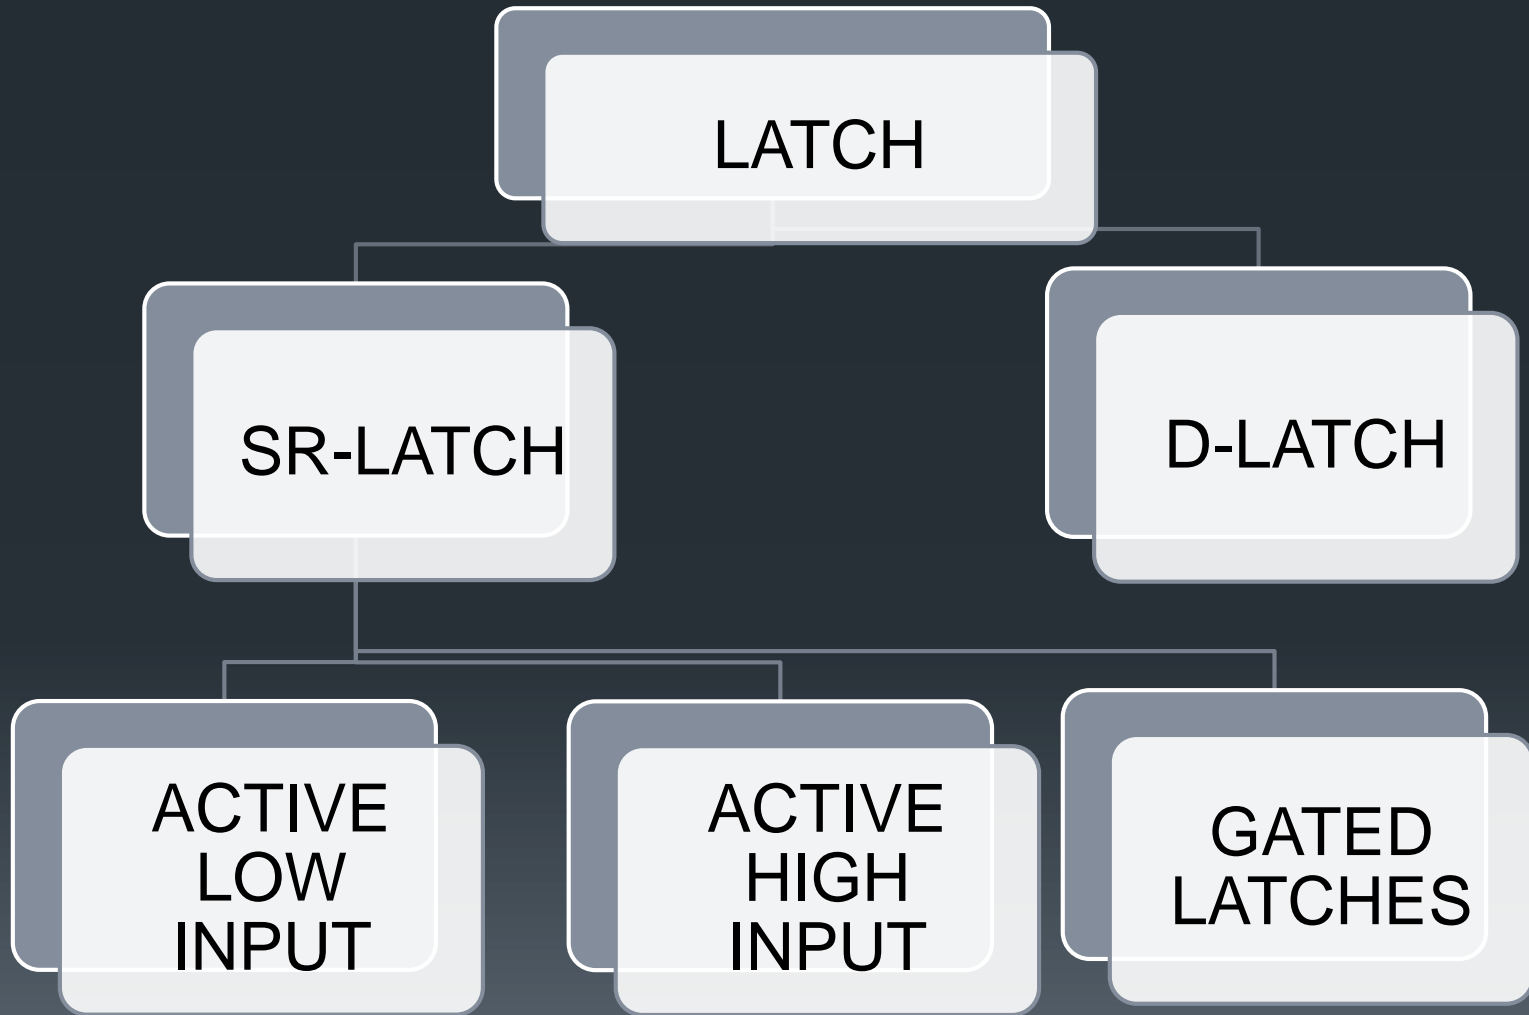 LATCH
SR-LATCH
D-LATCH
ACTIVE
LOW
INPUT
ACTIVE
HIGH
INPUT
GATED
LATCHES